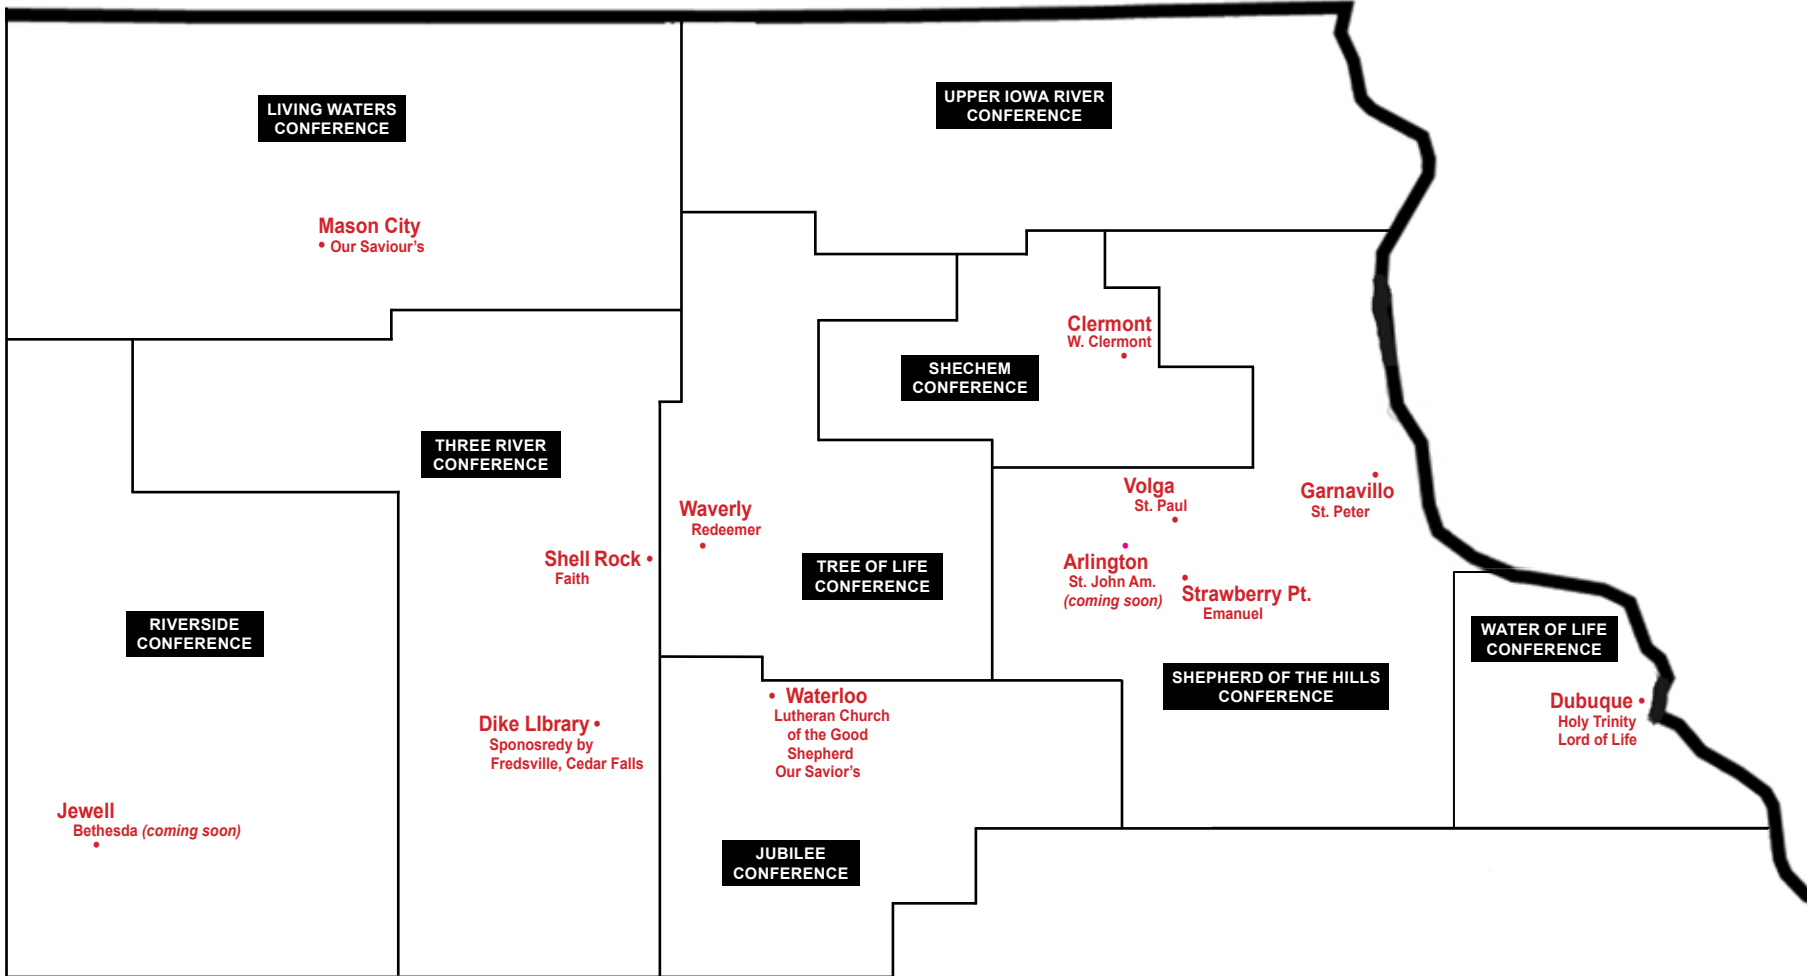 LIVING WATERS
CONFERENCE
UPPER IOWA RIVER
CONFERENCE
Mason City
Our Saviour's
Clermont
W. Clermont
SHECHEM
CONFERENCE
THREE RIVER
CONFERENCE
Volga
St. Paul
Garnavillo
St. Peter
Waverly
Redeemer
Shell Rock
Faith
TREE OF LIFE
CONFERENCE
Arlington
St. John Am.
(coming soon)
Strawberry Pt.
Emanuel
RIVERSIDE
CONFERENCE
WATER OF LIFE
CONFERENCE
SHEPHERD OF THE HILLS
CONFERENCE
Waterloo
Lutheran Church
of the Good
Shepherd
Our Savior's
Dubuque
Holy Trinity
Lord of Life
Dike LIbrary
Sponosredy by
Fredsville, Cedar Falls
Jewell
Bethesda (coming soon)
JUBILEE
CONFERENCE